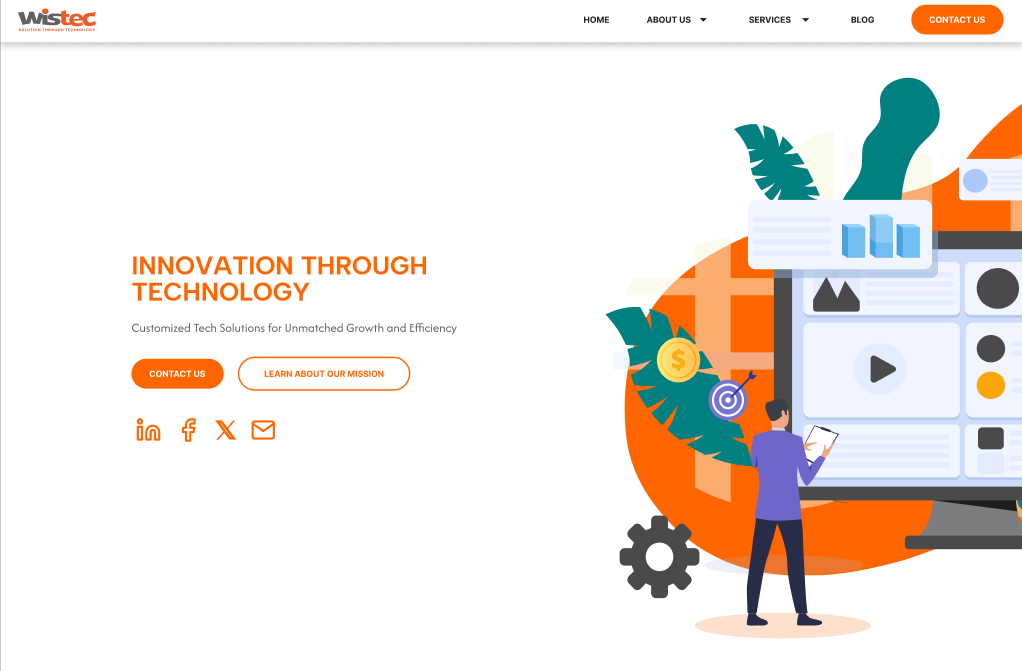 wistec
SOLUTION THROUGH TECHNOLOGY
HOME
ABOUT US
SERVICES
BLOG
CONTACT US
INNOVATION THROUGH
TECHNOLOGY
Customized Tech Solutions for Unmatched Growth and Efficiency
CONTACT US
LEARN ABOUT OUR MISSION
in
f
X
$